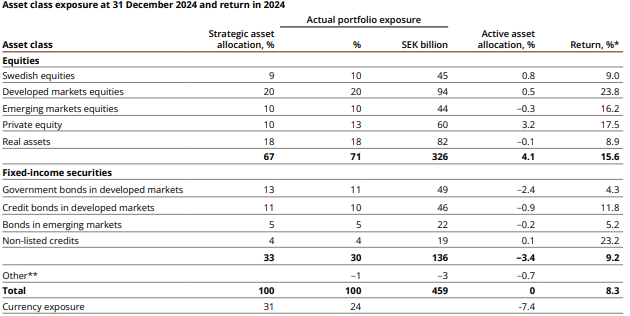 Asset class exposure at 31 December 2024 and return in 2024
Actual portfolio exposure
Strategic asset Active asset
Asset class allocation, % % SEK billion allocation, % Return, %*
Equities
Swedish equities 9 10 45 0.8 9.0
Developed markets equities 20 20 94 0.5 23.8
Emerging markets equities 10 10 44 –0.3 16.2
Private equity 10 13 60 3.2 17.5
Real assets 18 18 82 –0.1 8.9
67 71 326 4.1 15.6
Fixed-income securities
Government bonds in developed markets 13 11 49 –2.4 4.3
Credit bonds in developed markets 11 10 46 –0.9 11.8
Bonds in emerging markets 5 5 22 –0.2 5.2
Non-listed credits 4 4 19 0.1 23.2
33 30 136 –3.4 9.2
Other** –1 –3 –0.7
Total 100 100 459 0 8.3
Currency exposure 31 24 -7.4